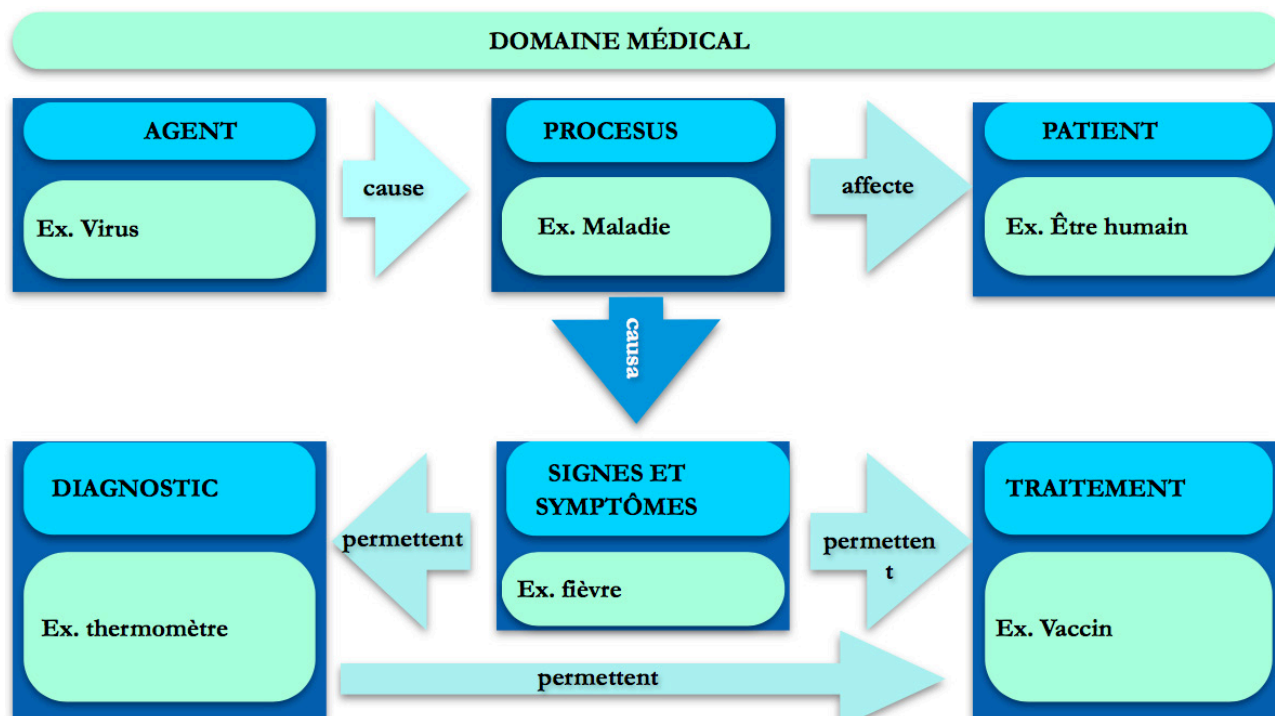 DOMAINE MÉDICAL
AGENT
Ex. Virus
cause
PROCESUS
Ex. Maladie
affecte
PATIENT
Ex. Être humain
causa
DIAGNOSTIC
Ex. thermomètre
permettent
SIGNES ET
SYMPTÔMES
Ex. fièvre
permetten
t
TRAITEMENT
Ex. Vaccin
permettent